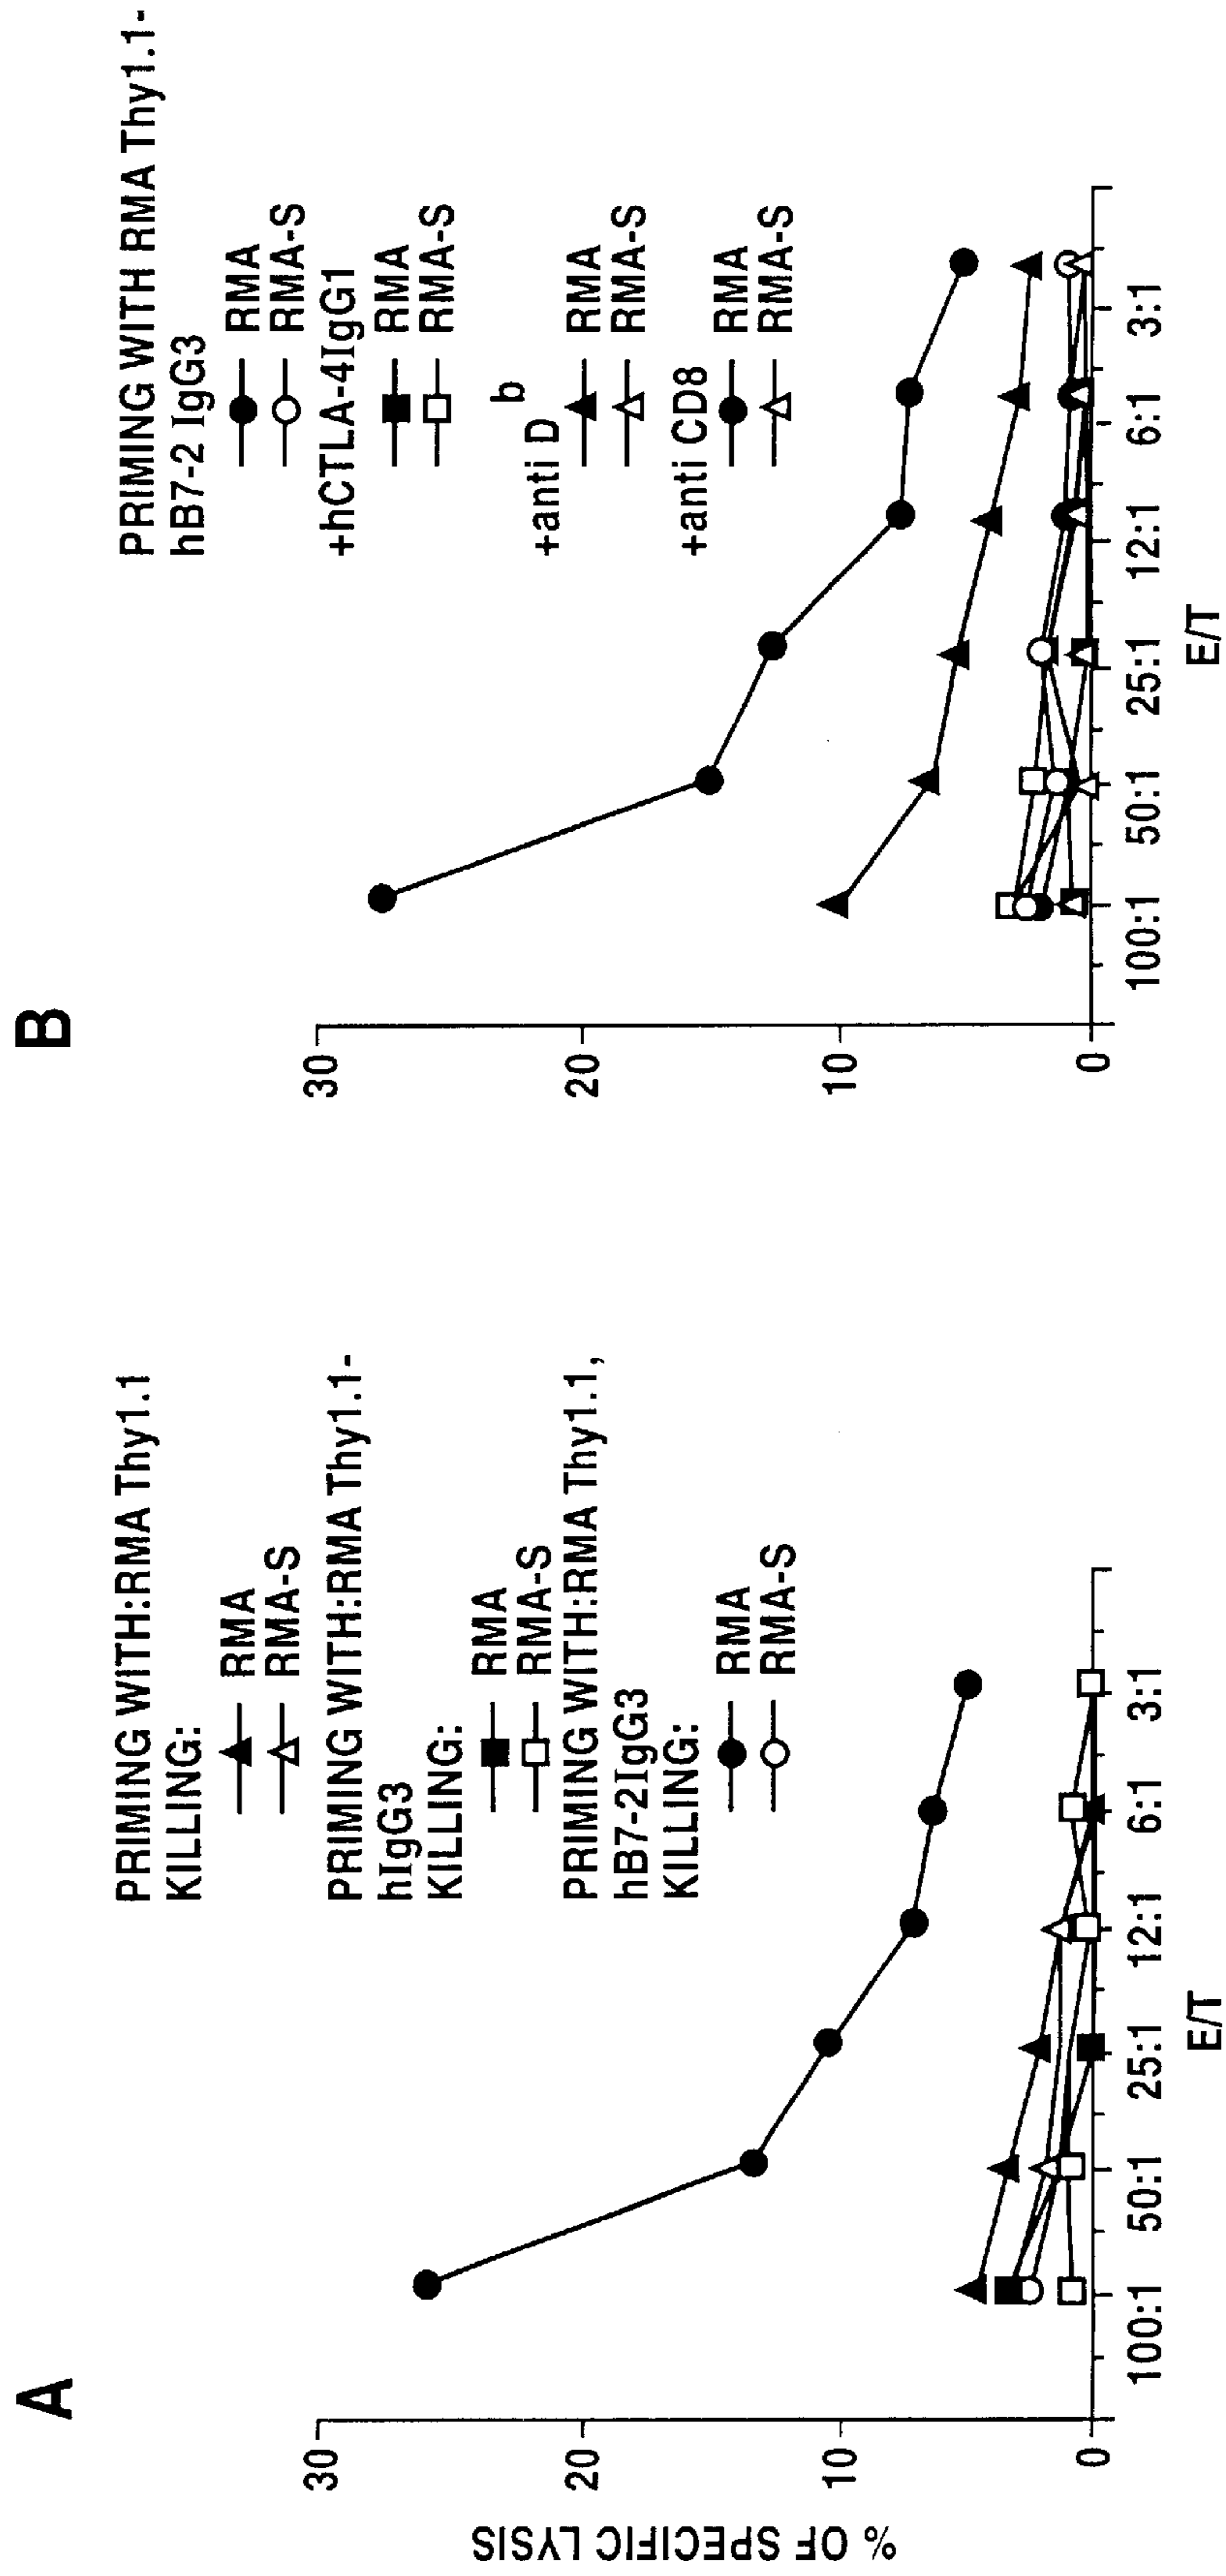 A
PRIMING WITH:RMA Thy1.1
KILLING:
RMA
RMA-S
PRIMING WITH:RMA Thy1.1-
hIgG3
KILLING:
RMA
RMA-S
PRIMING WITH:RMA Thy1.1,
hB7-2IgG3
KILLING:
RMA
RMA-S
% OF SPECIFIC LYSIS
30
20
10
0
100:1
50:1
25:1
12:1
6:1
3:1
E/T
B
PRIMING WITH RMA Thy1.1-
hB7-2 IgG3
RMA
RMA-S
+hCTLA-4IgG1
RMA
RMA-S
+anti D b
RMA
RMA-S
+anti CD8
RMA
RMA-S
30
20
10
0
100:1
50:1
25:1
12:1
6:1
3:1
E/T